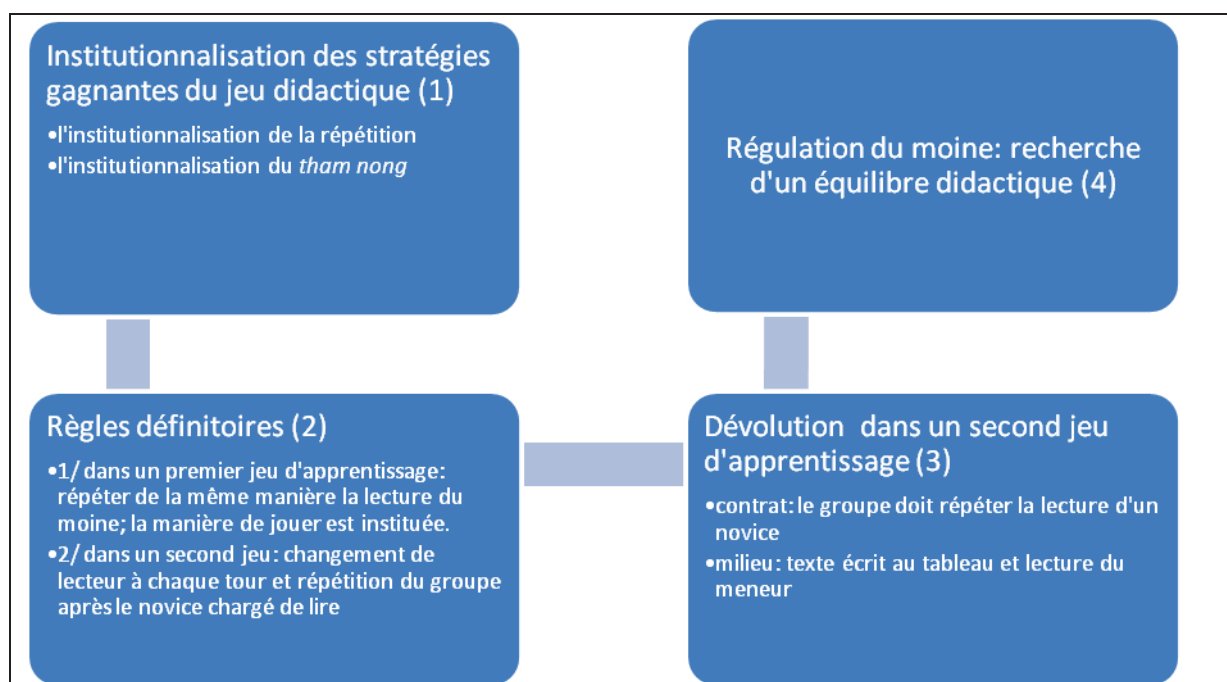 Institutionnalisation des stratégies
gagnantes du jeu didactique (1)
•l'institutionnalisation de la répétition
•l'institutionnalisation du tham nong
Règles définitoires (2)
•1/ dans un premier jeu d'apprentissage:
répéter de la même manière la lecture du
moine; la manière de jouer est instituée.
•2/ dans un second jeu: changement de
lecteur à chaque tour et répétition du groupe
après le novice chargé de lire
Dévolution dans un second jeu
d'apprentissage (3)
•contrat: le groupe doit répéter la lecture d'un
novice
•milieu: texte écrit au tableau et lecture du
meneur
Régulation du moine: recherche
d'un équilibre didactique (4)